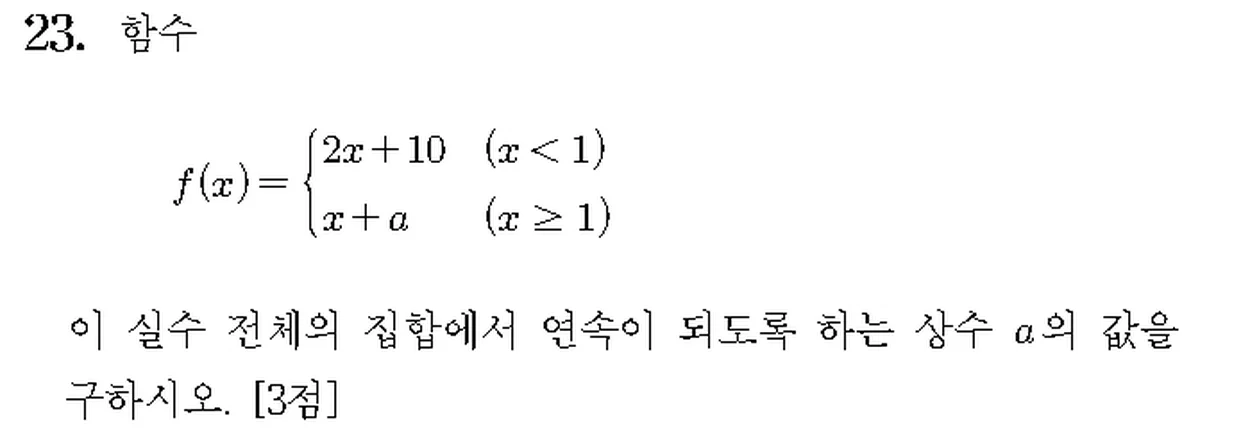 23. 함수
f(x) = { 2x+10 (x < 1)
x+a (x ≥ 1)
이 실수 전체의 집합에서 연속이 되도록 하는 상수 a의 값을
구하시오. [3점]